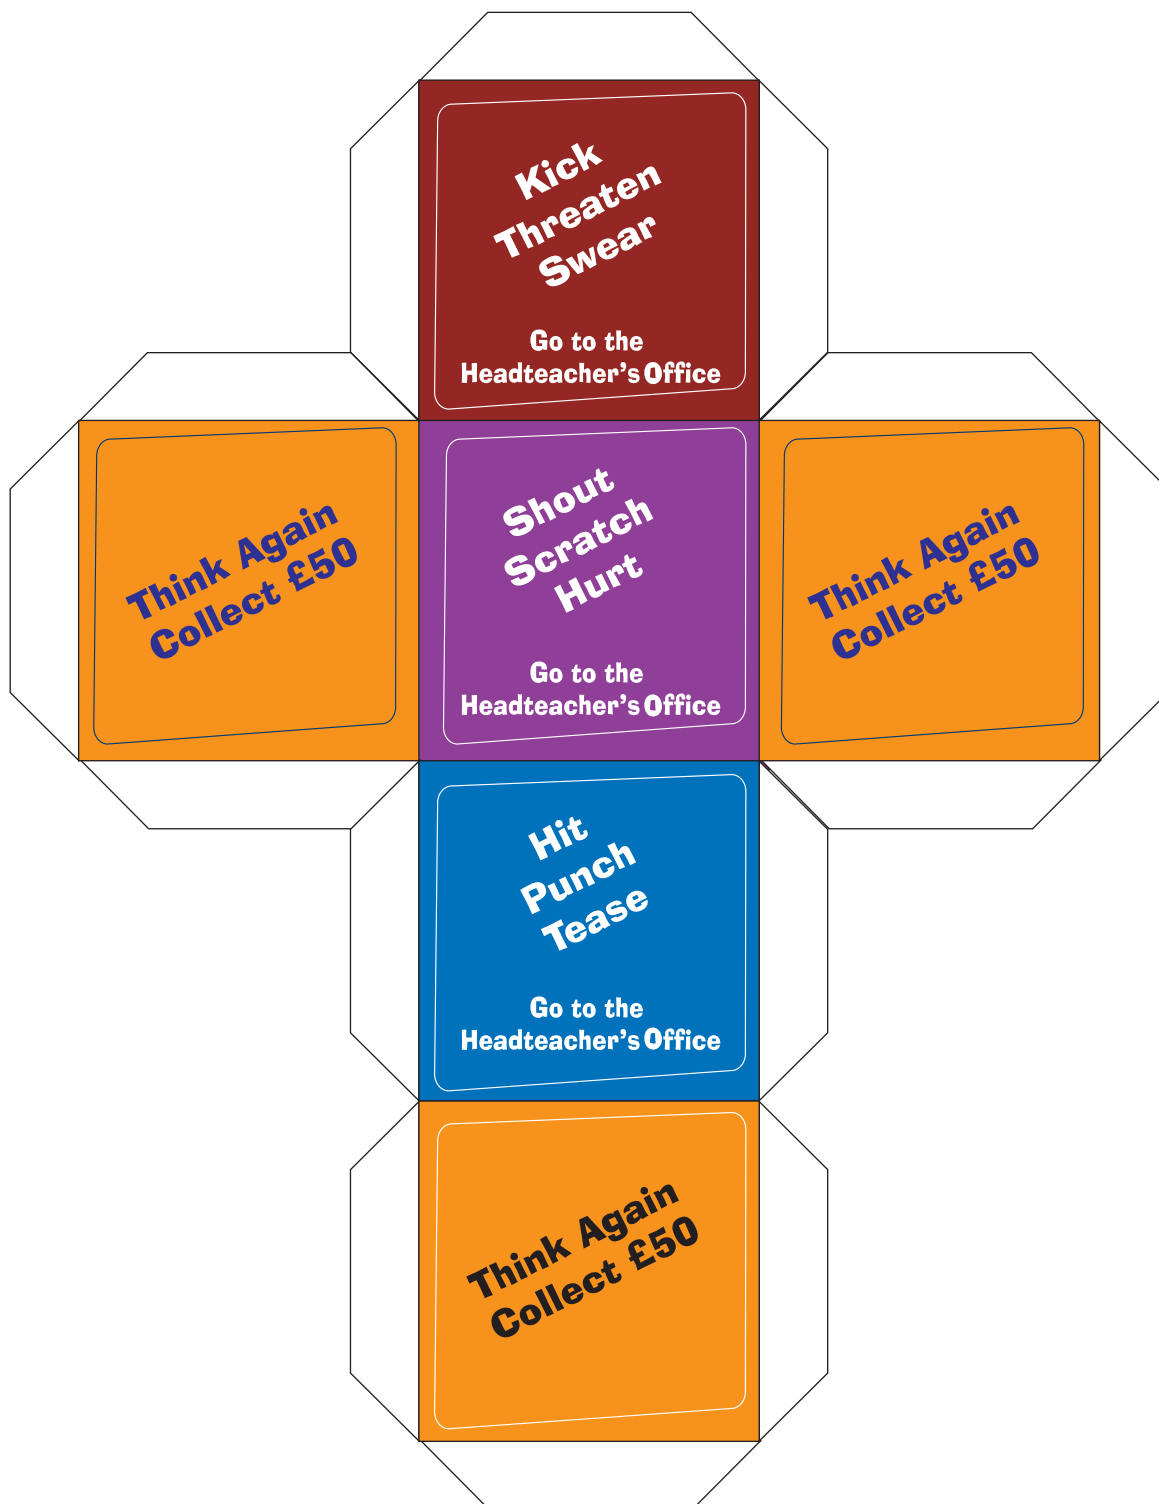 Kick
Threaten
Swear
Go to the
Headteacher's Office
Think Again
Collect £50
Shout
Scratch
Hurt
Go to the
Headteacher's Office
Think Again
Collect £50
Hit
Punch
Tease
Go to the
Headteacher's Office
Think Again
Collect £50